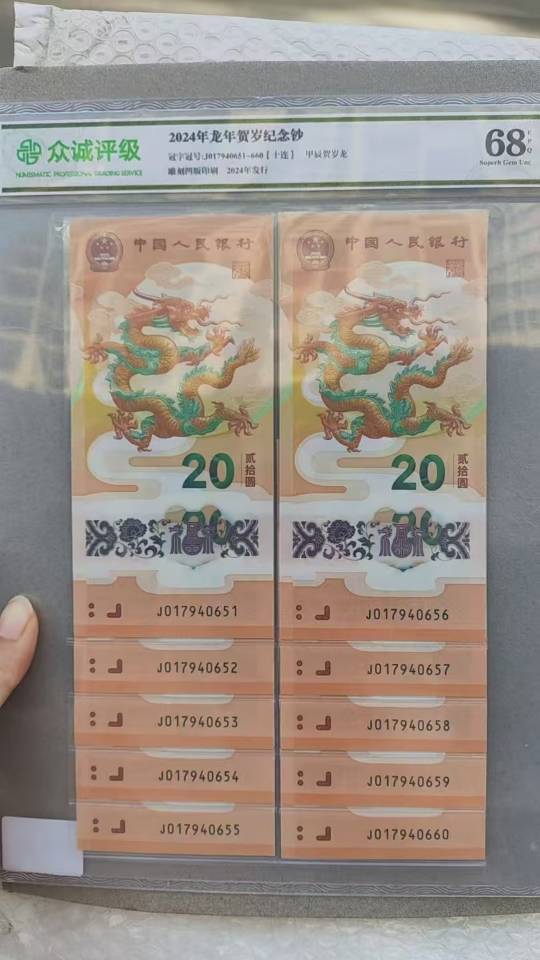 众诚评级
NUMISMATIC PROFESSIONAL GRADING SERVICE
2024年龙年贺岁纪念钞
冠字冠号:J017940651-660【十连】 甲辰贺岁龙
雕刻凹版印刷 2024年发行
68
EPQ
Superb Gem Unc
中国人民银行
20
贰拾圆
20
J017940651
J017940652
J017940653
J017940654
J017940655
中国人民银行
20
贰拾圆
20
J017940656
J017940657
J017940658
J017940659
J017940660